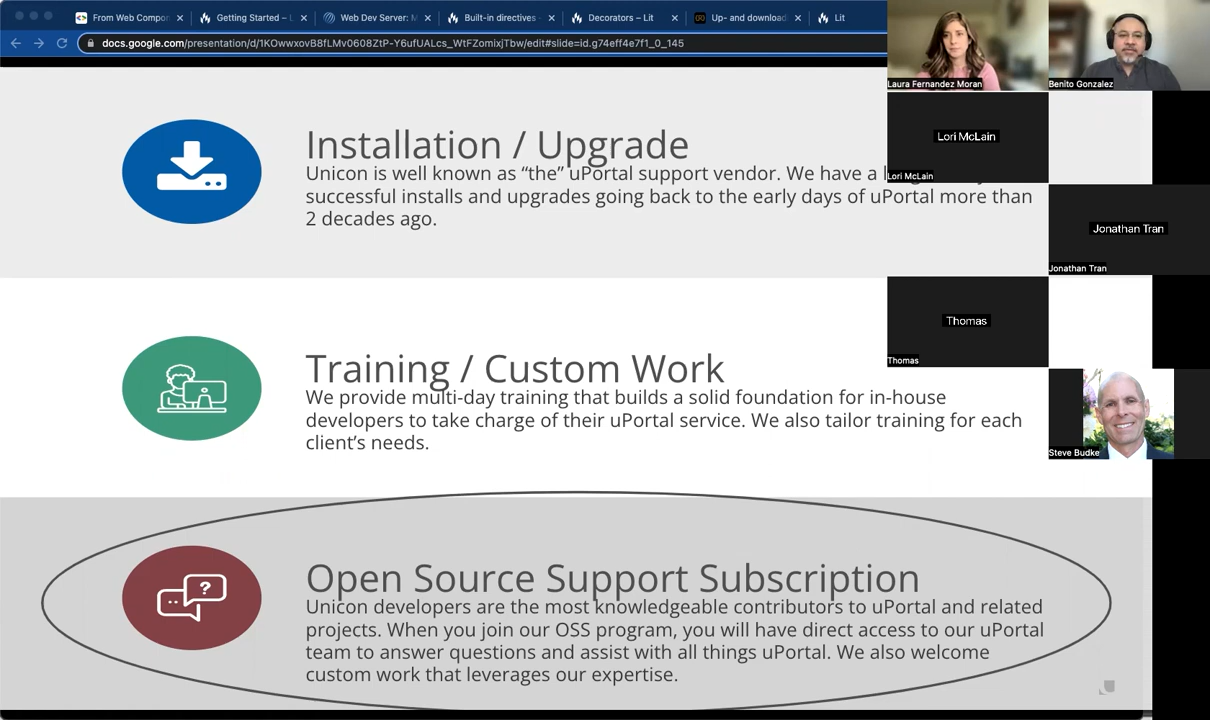 From Web Compor
Getting Started – L
Web Dev Server: M
Built-in directives -
Decorators – Lit
Up- and download
Lit
docs.google.com/presentation/d/1KOwwxovB8fLMv0608ZtP-Y6ufUALcs_WtFZomixjTbw/edit#slide=id.g74eff4e7f1_0_145
Laura Fernandez Moran
Benito Gonzalez
Lori McLain
Lori McLain
Jonathan Tran
Jonathan Tran
Thomas
Thomas
Steve Budke
Installation / Upgrade
Unicon is well known as “the” uPortal support vendor. We have a
successful installs and upgrades going back to the early days of uPortal more than
2 decades ago.
Training / Custom Work
We provide multi-day training that builds a solid foundation for in-house
developers to take charge of their uPortal service. We also tailor training for each
client’s needs.
Open Source Support Subscription
Unicon developers are the most knowledgeable contributors to uPortal and related
projects. When you join our OSS program, you will have direct access to our uPortal
team to answer questions and assist with all things uPortal. We also welcome
custom work that leverages our expertise.